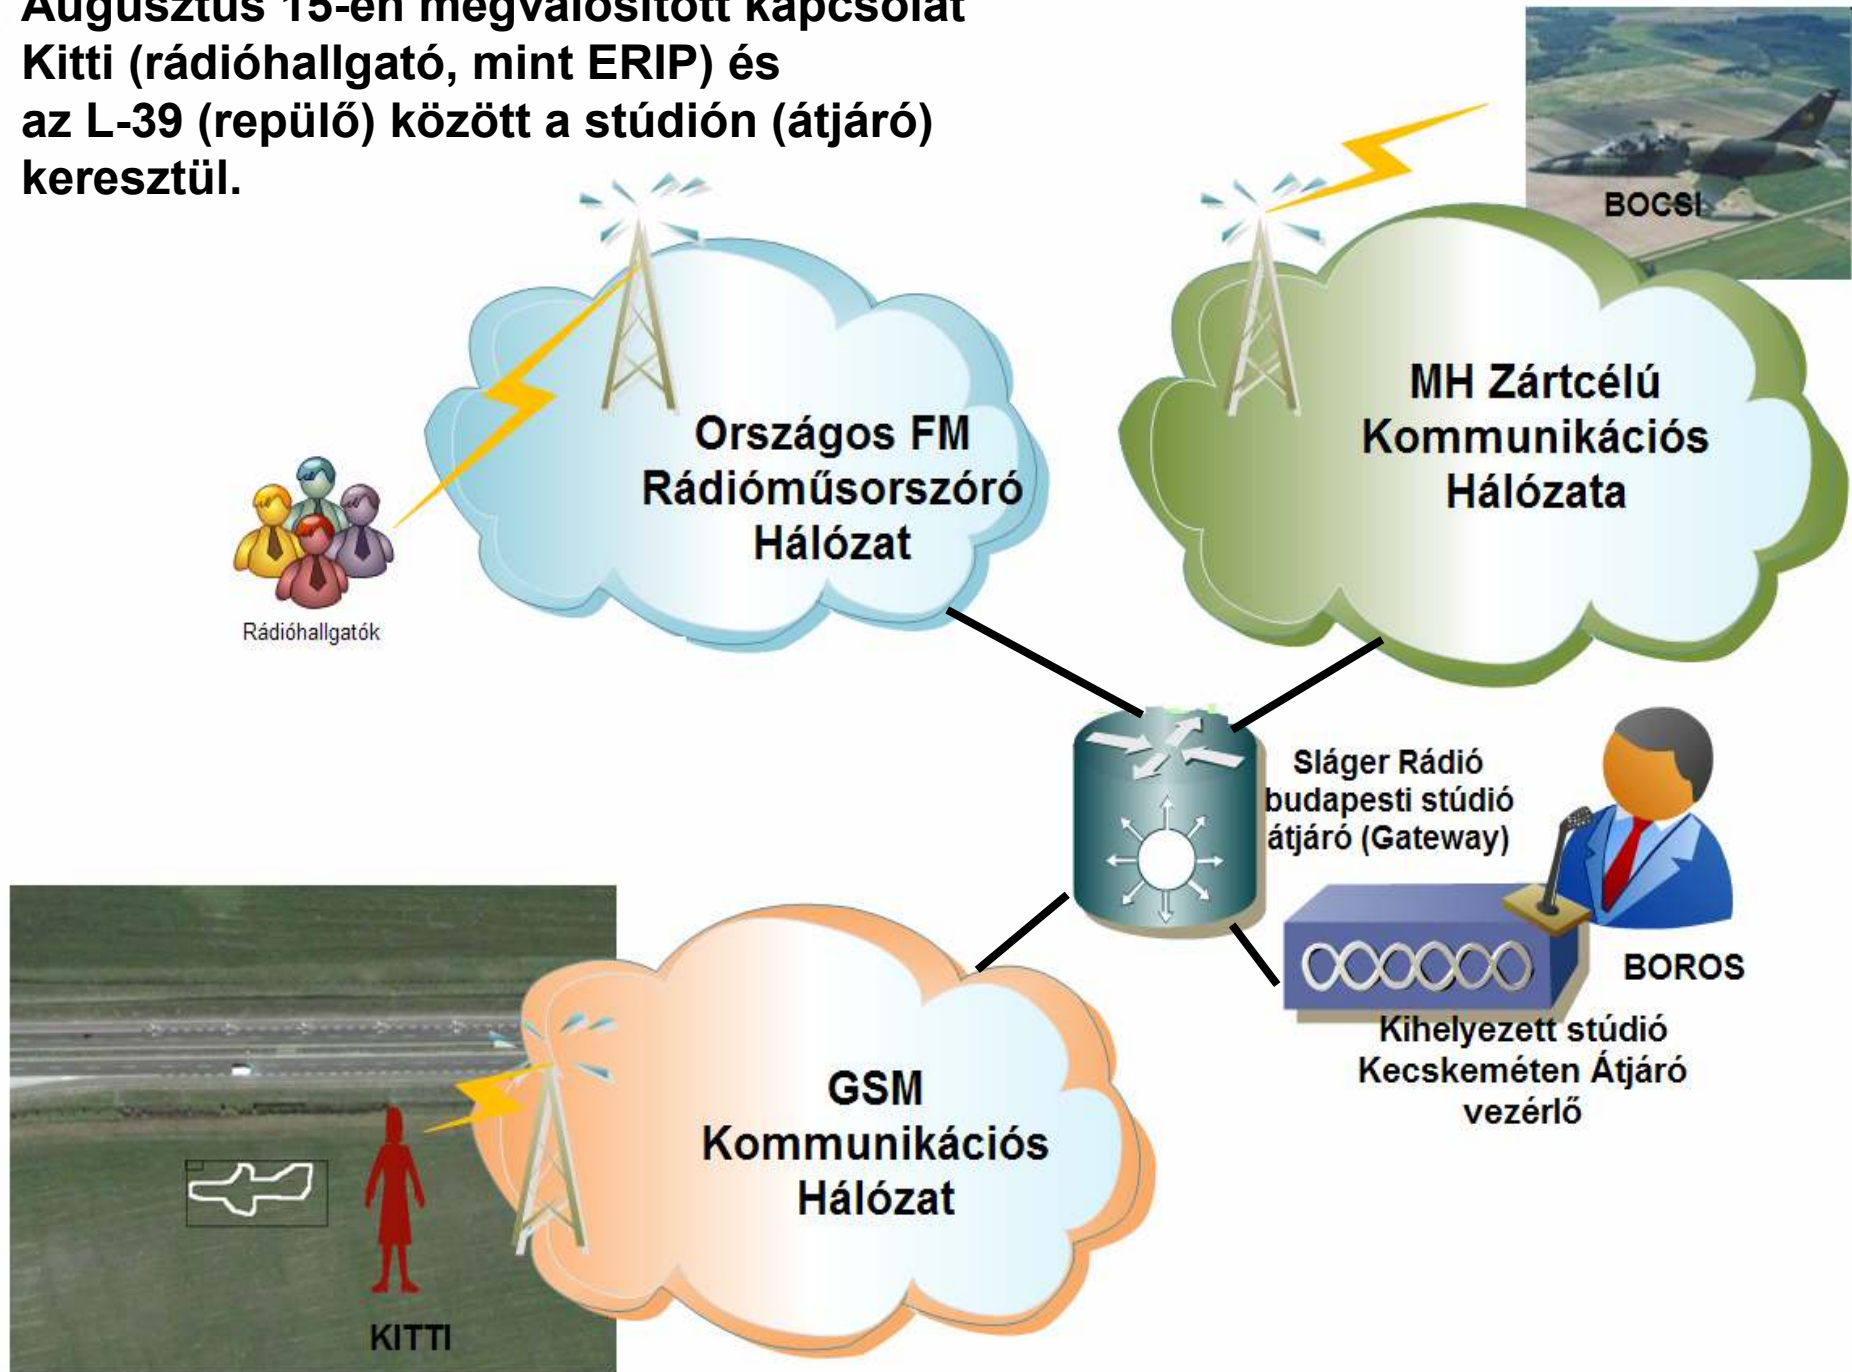 Augusztus 15-én megvalósított kapcsolat
Kitti (rádióhallgató, mint ERIP) és
az L-39 (repülő) között a stúdión (átjáró)
keresztül.
BOCSI
Országos FM
Rádióműsorszóró
Hálózat
MH Zártcélú
Kommunikációs
Hálózata
Rádióhallgatók
Sláger Rádió
budapesti stúdió
átjáró (Gateway)
BOROS
Kihelyezett stúdió
Kecskeméten Átjáró
vezérlő
GSM
Kommunikációs
Hálózat
KITTI